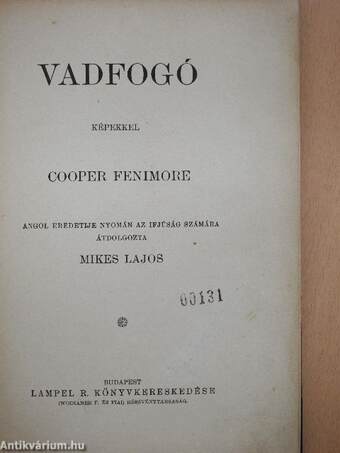 VADFOGÓ
KÉPEKKEL
COOPER FENIMORE
ANGOL EREDETIJE NYOMÁN AZ IFJÚSÁG SZÁMÁRA
ÁTDOLGOZTA
MIKES LAJOS
00131
BUDAPEST
LAMPEL R. KÖNYVKERESKEDÉSE
(WODIANER F. ÉS FIAI) RÉSZVÉNYTÁRSASÁG.
Antikvárium.hu